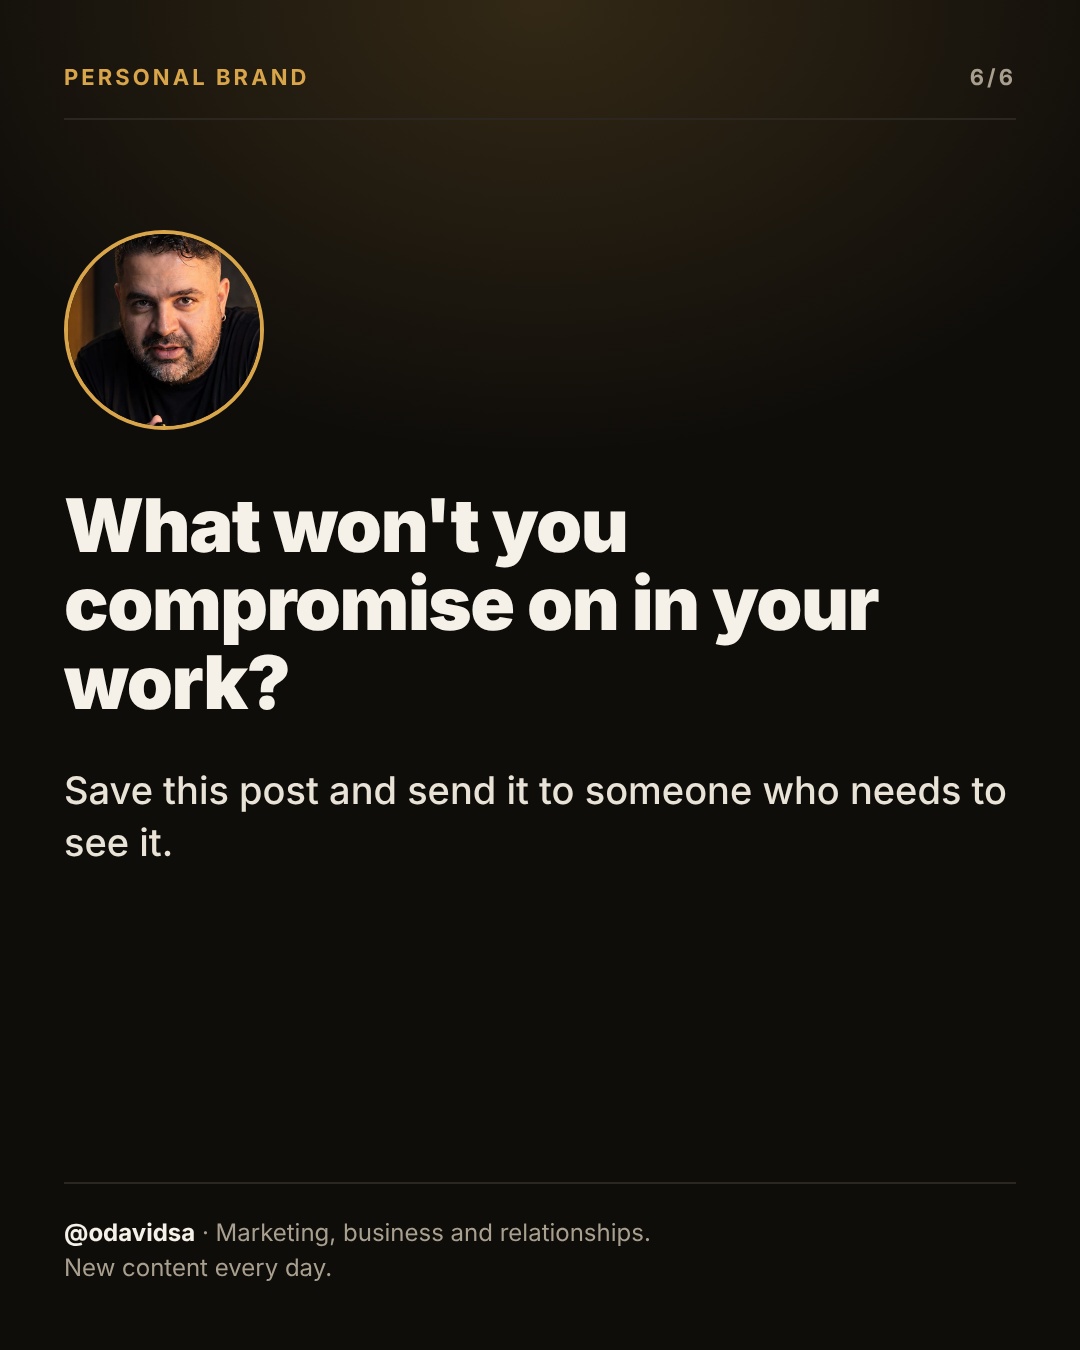 PERSONAL BRAND
6/6
What won't you
compromise on in your
work?
Save this post and send it to someone who needs to
see it.
@odavidsa · Marketing, business and relationships.
New content every day.